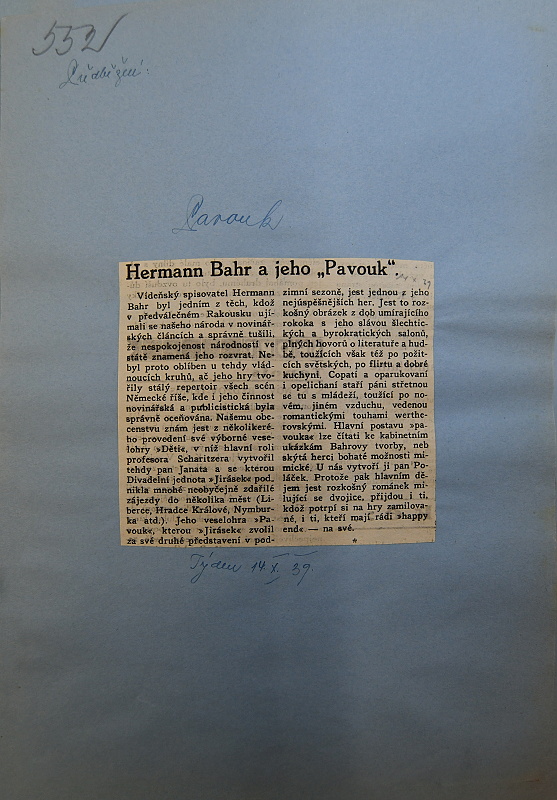 552
Pavouk
Hermann Bahr a jeho „Pavouk“.
Vídeňský spisovatel Hermann
Bahr byl jedním z těch, kdož
v předválečném Rakousku ují-
mali se našeho národa v novinář-
ských článcích a správně tušili,
že nespokojenost národností ve
státě znamená jeho rozvrat. Ne-
byl proto oblíben u tehdy vlád-
noucích kruhů, ač jeho hry tvo-
řily stálý repertoir všech scén
Německé říše, kde i jeho činnost
novinářská a publicistická byla
správně oceňována. Našemu obe-
censtvu znám jest z několikeré-
ho provedení své výborné vese-
lohry »Děti«, v níž hlavní roli
profesora Scharitzera vytvořil
tehdy pan Janata a se kterou
Divadelní jednota »Jirásek« pod-
nikla mnohé neobyčejně zdařilé
zájezdy do několika měst (Li-
berce, Hradce Králové, Nymbur-
ka atd.). Jeho veselohra »Pa-
vouk«, kterou »Jirásek« zvolil
za své druhé představení v pod-
zimní sezoně, jest jednou z jeho
nejúspěšnějších her. Jest to roz-
košný obrázek z dob umírajícího
rokoka s jeho slávou šlechtic-
kých a byrokratických salonů,
plných hovorů o literatuře a hud-
bě, toužících však též po požit-
cích světských, po flirtu a dobré
kuchyni. Copatí a oparukovaní
i opelichaní staří páni střetnou
se tu s mládeží, toužící po no-
vém, jiném vzduchu, vedenou
romantickými touhami werthe-
rovskými. Hlavní postavu »pa-
vouka« lze čítati ke kabinetním
ukázkám Bahrovy tvorby, neb
skýtá herci bohaté možnosti mi-
mické. U nás vytvoří ji pan Po-
láček. Protože pak hlavním dě-
jem jest rozkošný románek mi-
lující se dvojice, přijdou i ti,
kdož potrpí si na hry zamilova-
né, i ti, kteří mají rádi »happy
end« — na své.
*
Týden 14.X. 39.